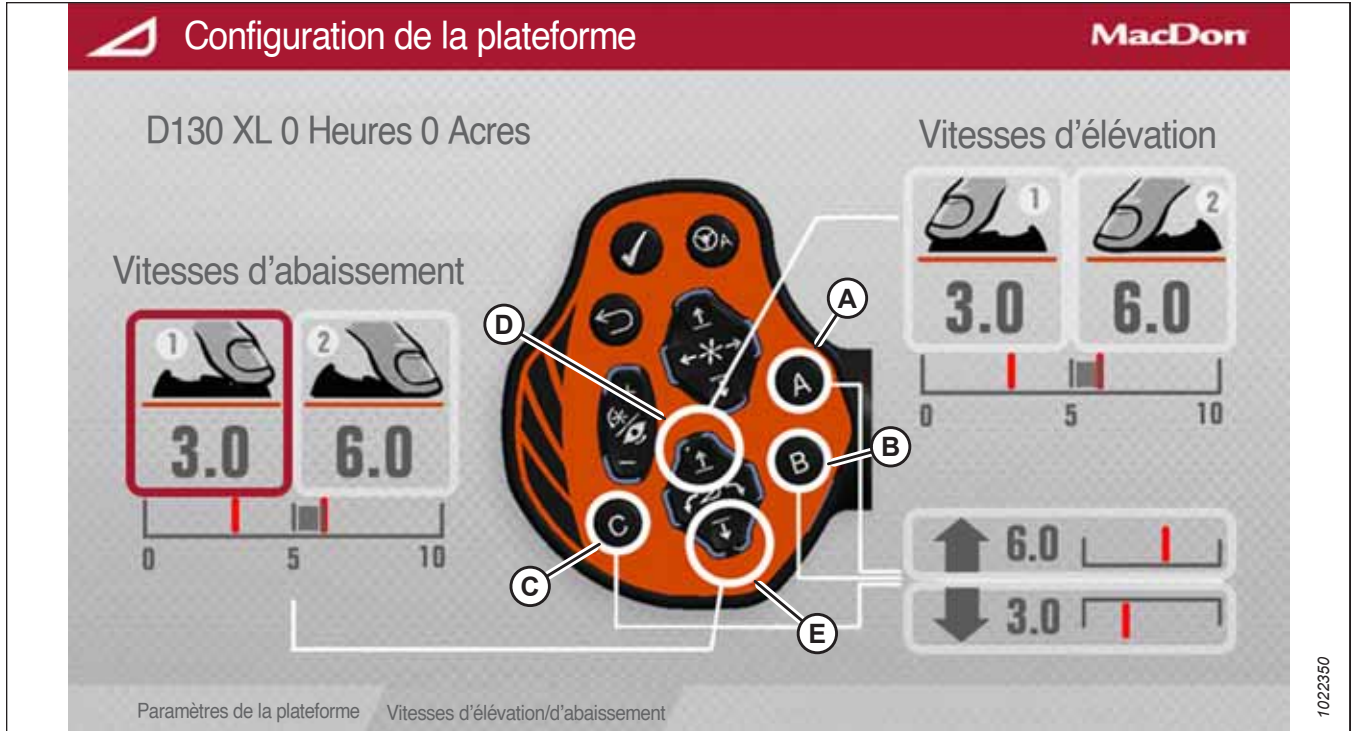 Configuration de la plateforme
MacDon
D130 XL 0 Heures 0 Acres
Vitesses d'élévation
1
2
3.0
6.0
0
5
10
Vitesses d'abaissement
1
2
3.0
6.0
0
5
10
A
D
A
A
B
B
C
C
E
+
−
6.0
3.0
Paramètres de la plateforme
Vitesses d'élévation/d'abaissement
1022350